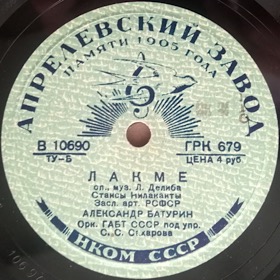 АПРЕЛЕВСКИЙ ЗАВОД
ПАМЯТИ 1905 ГОДА
В 10690
ТУ-Б
ГРК 679
ЦЕНА 4 руб
ЛАКМЕ
оп., муз. Л. Делиба
Стансы Нилаканты
Засл. арт. РСФСР
АЛЕКСАНДР БАТУРИН
Орк. ГАБТ СССР под упр.
С. С. Сахарова
НКОМ СССР